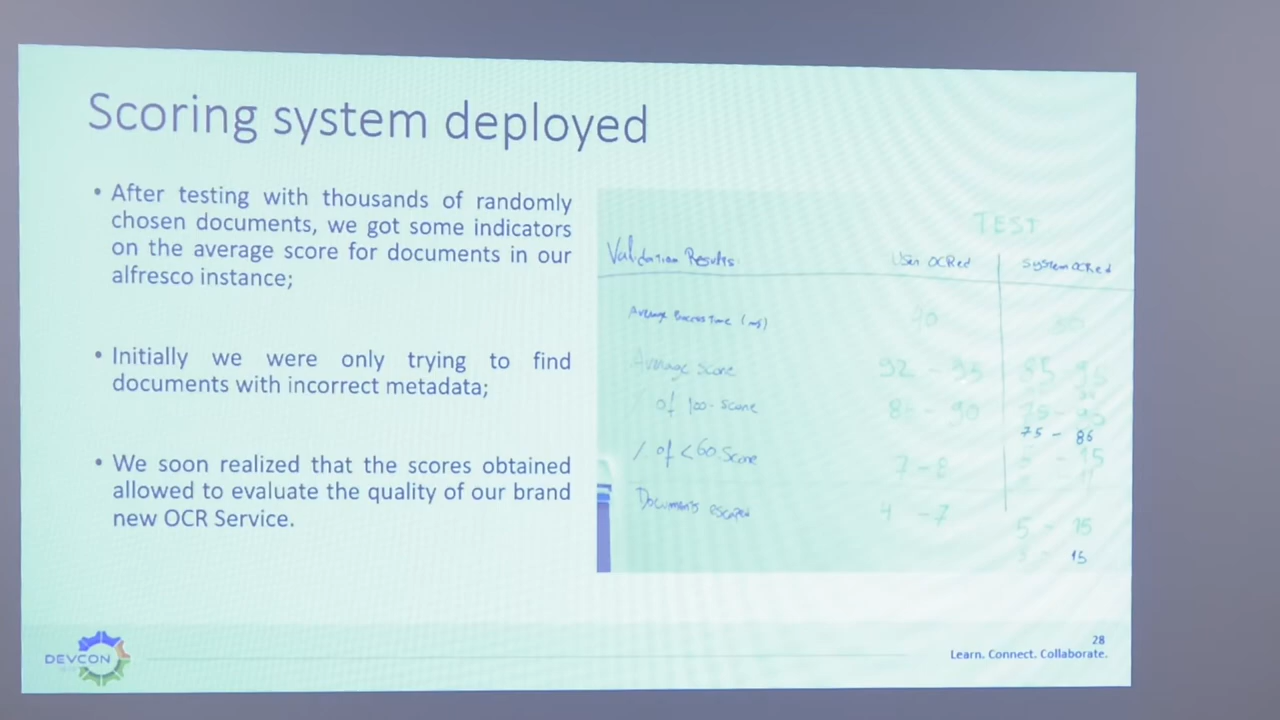 Scoring system deployed
• After testing with thousands of randomly
chosen documents, we got some indicators
on the average score for documents in our
alfresco instance;
• Initially we were only trying to find
documents with incorrect metadata;
• We soon realized that the scores obtained
allowed to evaluate the quality of our brand
new OCR Service.
TEST
Validation Results User OCRed System OCRed
Average Process Time (ms) 90
Average Score 92 - 95 85 95
of 100-Score 90
75 - 86
% of <60 Score 7-8 15
Documents escaped 4 -7
5 - 15
15
DEVCON
28
Learn. Connect. Collaborate.